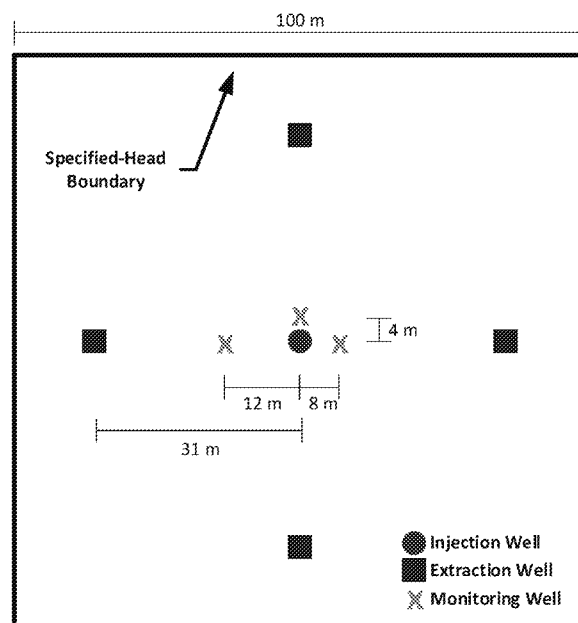 100 m
Specified-Head
Boundary
4 m
12 m
8 m
31 m
Injection Well
Extraction Well
Monitoring Well